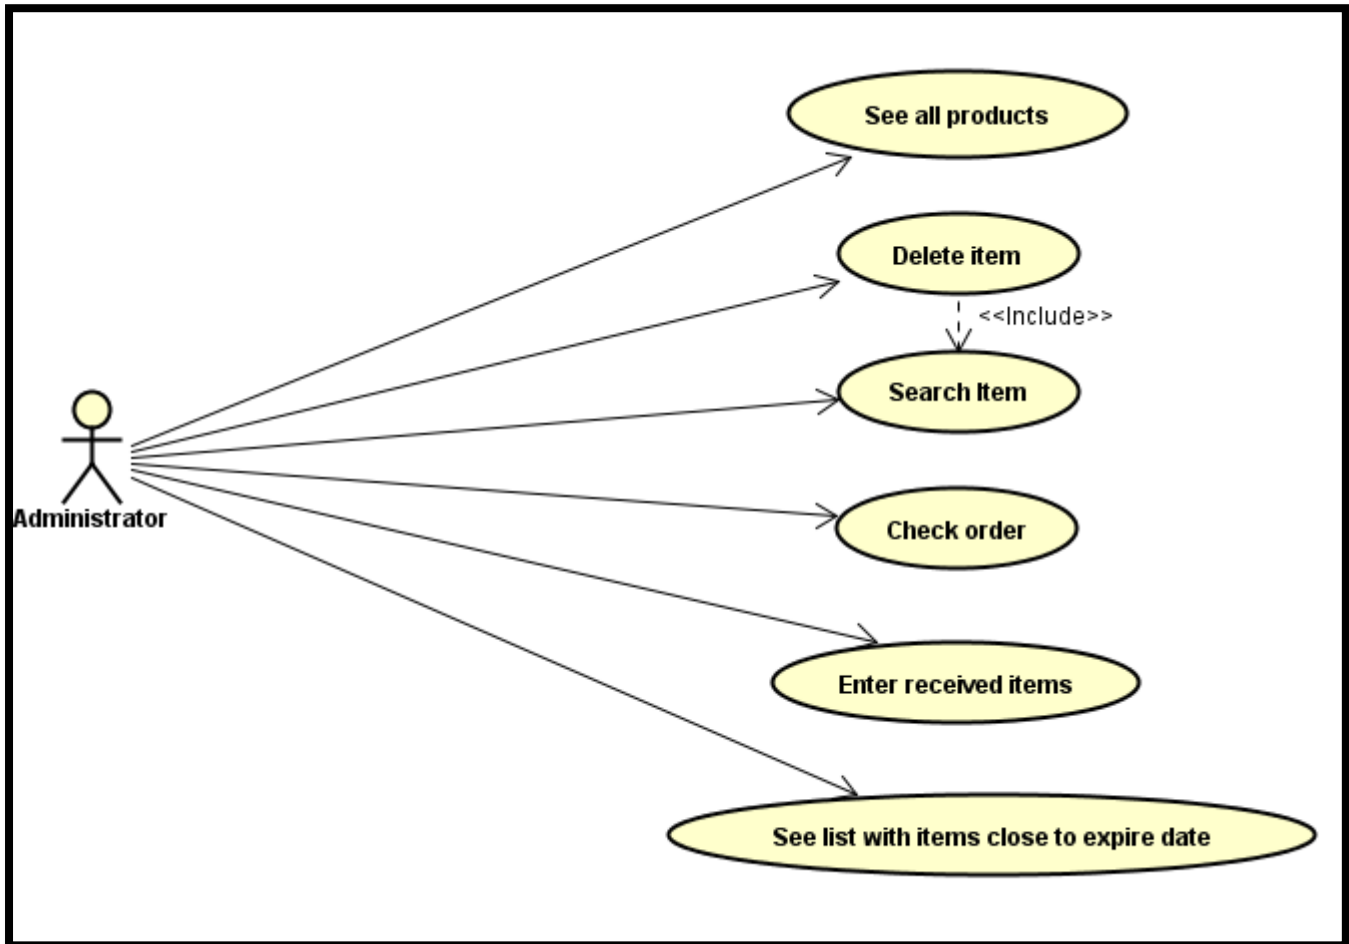 See all products
Delete item
<<Include>>
Search Item
Administrator
Check order
Enter received items
See list with items close to expire date